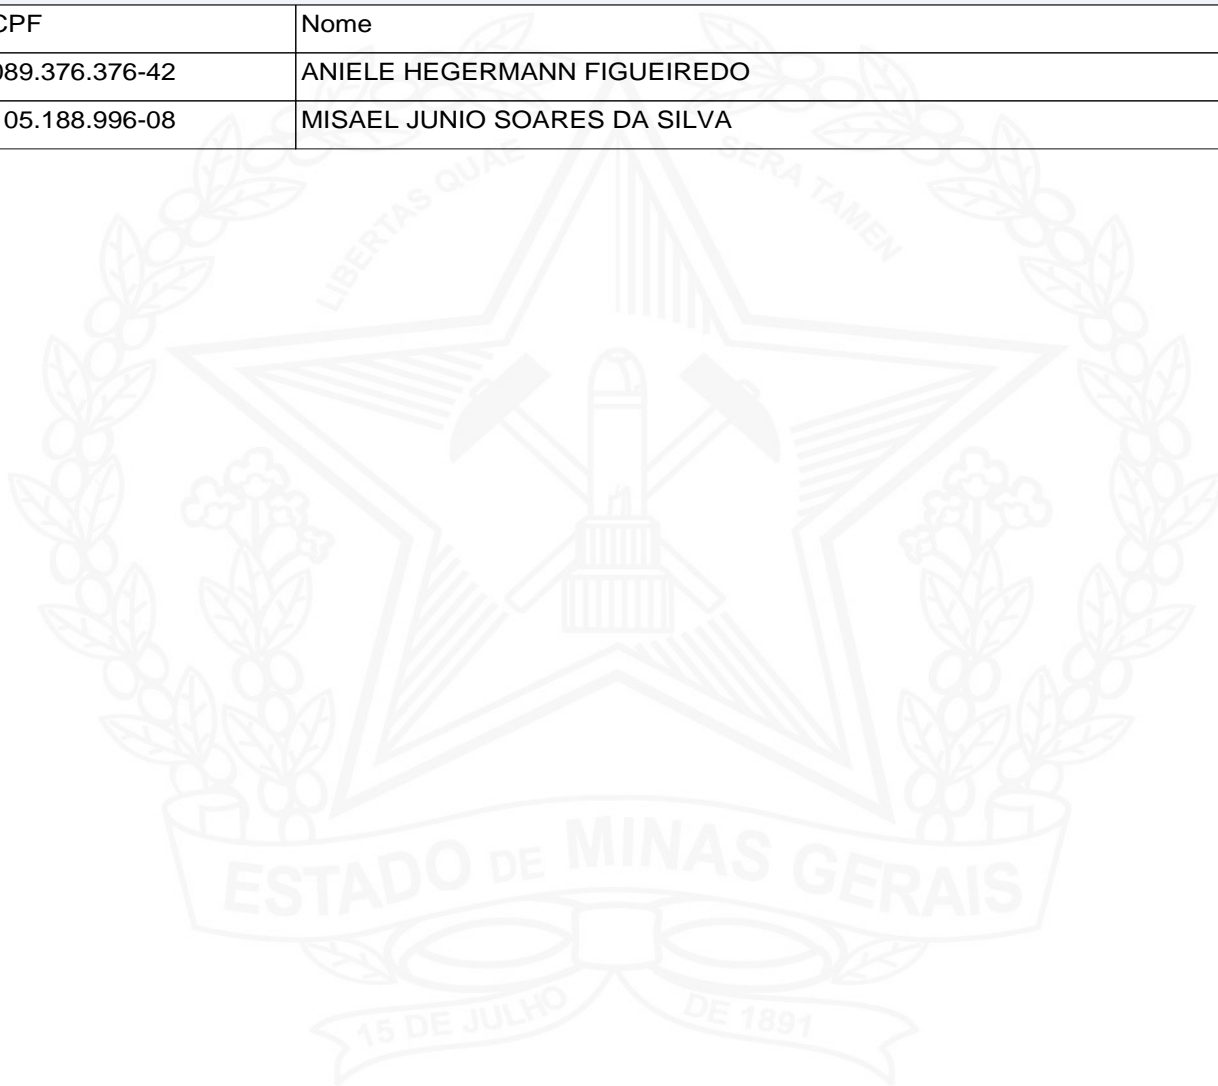 CPF Nome
089.376.376-42 ANIELE HEGERMANN FIGUEIREDO
05.188.996-08 MISAEL JUNIO SOARES DA SILVA
LIBERTAS QUAE SERA TAMEN
ESTADO DE MINAS GERAIS
15 DE JULHO DE 1891